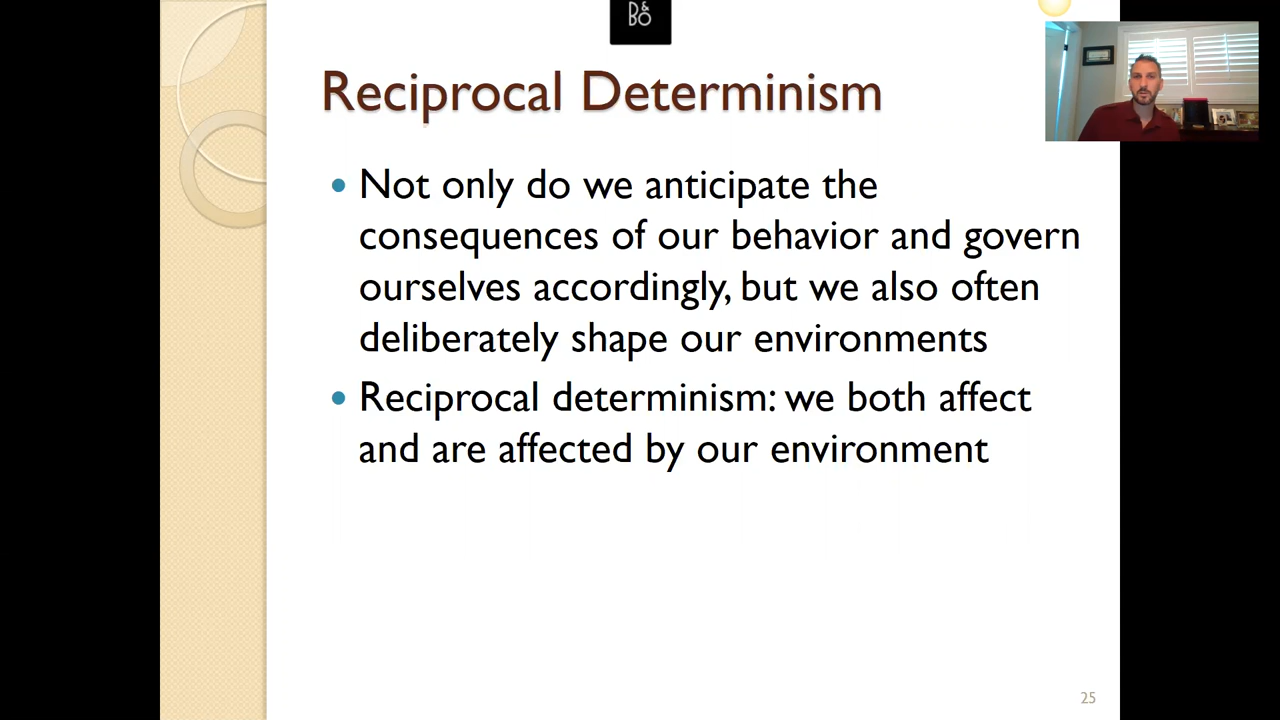 B&O
Reciprocal Determinism
Not only do we anticipate the
consequences of our behavior and govern
ourselves accordingly, but we also often
deliberately shape our environments
Reciprocal determinism: we both affect
and are affected by our environment
25